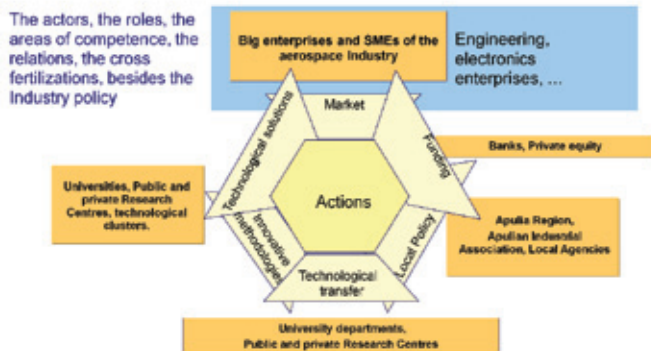 The actors, the roles, the
areas of competence, the
relations, the cross
fertilizations, besides the
Industry policy
Big enterprises and SMEs of the
aerospace Industry
Engineering,
electronics
enterprises, ...
Market
Technological solutions
Funding
Banks, Private equity
Universities, Public and
private Research
Centres, technological
clusters.
Actions
Apulia Region,
Apulian Industrial
Association, Local Agencies
Innovative
methodologies
Local Policy
Technological
transfer
University departments,
Public and private Research Centres